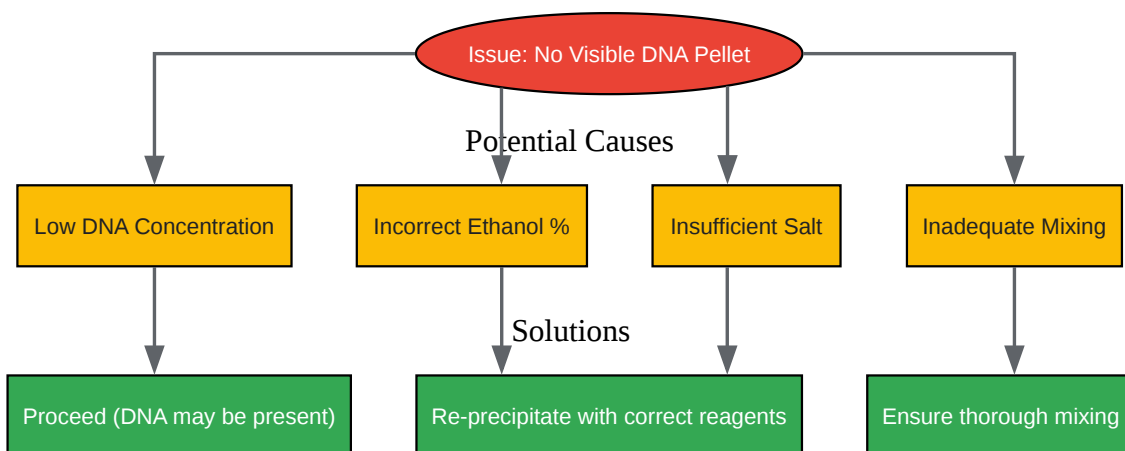 Issue: No Visible DNA Pellet
Potential Causes
Low DNA Concentration
Incorrect Ethanol %
Insufficient Salt
Inadequate Mixing
Solutions
Proceed (DNA may be present)
Re-precipitate with correct reagents
Ensure thorough mixing